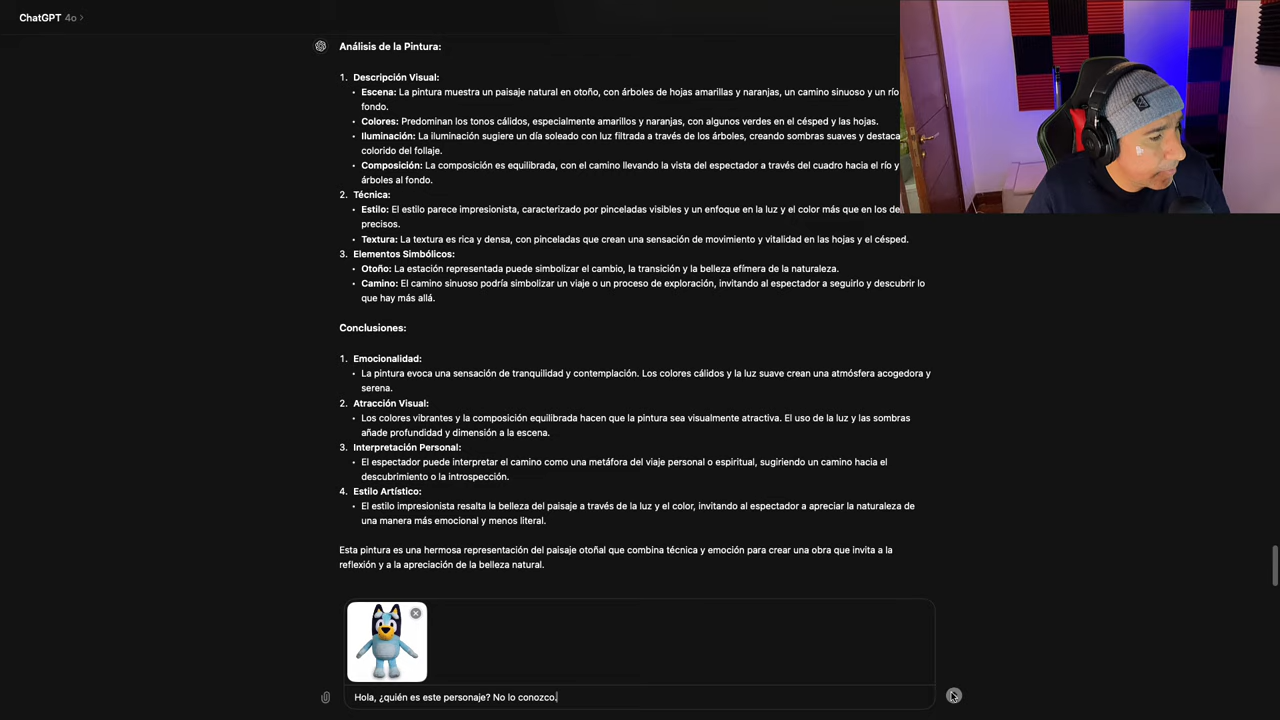 ChatGPT 4o >
Análisis de la Pintura:
1. Descripción Visual:
• Escena: La pintura muestra un paisaje natural en otoño, con árboles de hojas amarillas y naranjas, un camino sinuoso y un río
fondo.
• Colores: Predominan los tonos cálidos, especialmente amarillos y naranjas, con algunos verdes en el césped y las hojas.
• Iluminación: La iluminación sugiere un día soleado con luz filtrada a través de los árboles, creando sombras suaves y destaca
colorido del follaje.
• Composición: La composición es equilibrada, con el camino llevando la vista del espectador a través del cuadro hacia el río y
árboles al fondo.
2. Técnica:
• Estilo: El estilo parece impresionista, caracterizado por pinceladas visibles y un enfoque en la luz y el color más que en los de
precisos.
• Textura: La textura es rica y densa, con pinceladas que crean una sensación de movimiento y vitalidad en las hojas y el césped.
3. Elementos Simbólicos:
• Otoño: La estación representada puede simbolizar el cambio, la transición y la belleza efímera de la naturaleza.
• Camino: El camino sinuoso podría simbolizar un viaje o un proceso de exploración, invitando al espectador a seguirlo y descubrir lo
que hay más allá.
Conclusiones:
1. Emocionalidad:
• La pintura evoca una sensación de tranquilidad y contemplación. Los colores cálidos y la luz suave crean una atmósfera acogedora y
serena.
2. Atracción Visual:
• Los colores vibrantes y la composición equilibrada hacen que la pintura sea visualmente atractiva. El uso de la luz y las sombras
añade profundidad y dimensión a la escena.
3. Interpretación Personal:
• El espectador puede interpretar el camino como una metáfora del viaje personal o espiritual, sugiriendo un camino hacia el
descubrimiento o la introspección.
4. Estilo Artístico:
• El estilo impresionista resalta la belleza del paisaje a través de la luz y el color, invitando al espectador a apreciar la naturaleza de
una manera más emocional y menos literal.
Esta pintura es una hermosa representación del paisaje otoñal que combina técnica y emoción para crear una obra que invita a la
reflexión y a la apreciación de la belleza natural.
Hola, ¿quién es este personaje? No lo conozco.